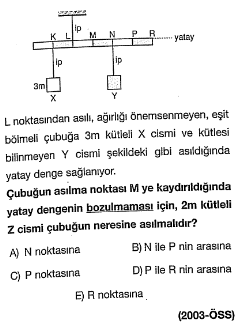 ip
K L M N P R
yatay
ip ip
3m
X Y
L noktasından asılı, ağırlığı önemsenmeyen, eşit
bölmeli çubuğa 3m kütleli X cismi ve kütlesi
bilinmeyen Y cismi şekildeki gibi asıldığında
yatay denge sağlanıyor.
Çubuğun asılma noktası M ye kaydırıldığında
yatay dengenin bozulmaması için, 2m kütleli
Z cismi çubuğun neresine asılmalıdır?
A) N noktasına B) N ile P nin arasına
C) P noktasına D) P ile R nin arasına
E) R noktasına
(2003-ÖSS)